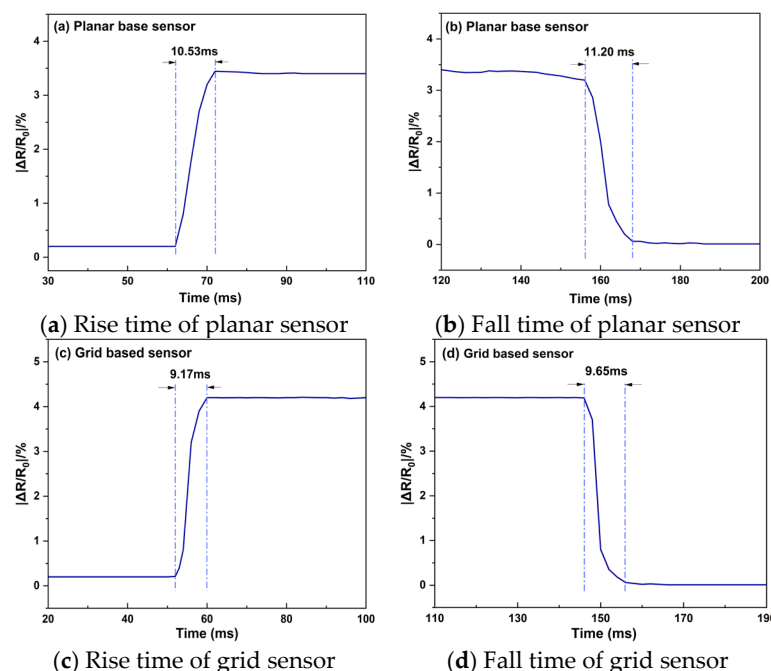 (a) Planar base sensor
10.53ms
|ΔR/R0|/%
4
3
2
1
0
30 50 70 90 110
Time (ms)
(a) Rise time of planar sensor
(b) Planar base sensor
11.20 ms
|ΔR/R0|/%
4
3
2
1
0
120 140 160 180 200
Time (ms)
(b) Fall time of planar sensor
(c) Grid based sensor
9.17ms
|ΔR/R0|/%
5
4
3
2
1
0
20 40 60 80 100
Time (ms)
(c) Rise time of grid sensor
(d) Grid based sensor
9.65ms
|ΔR/R0|/%
5
4
3
2
1
0
110 130 150 170 190
Time (ms)
(d) Fall time of grid sensor